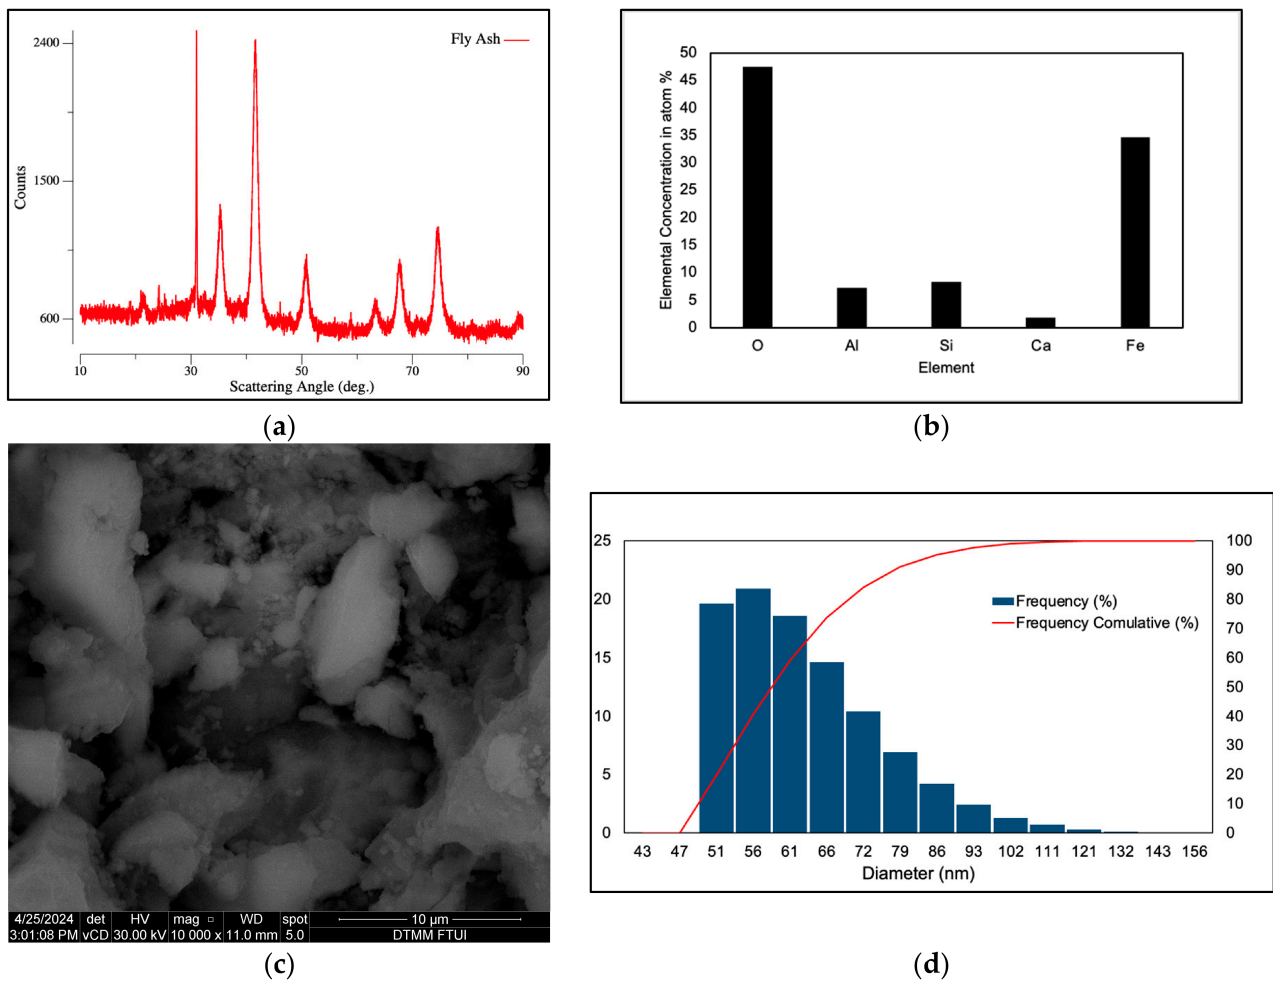 Fly Ash
2400
1500
600
Counts
10 30 50 70 90
Scattering Angle (deg.)
(a)
50
45
40
35
30
25
20
15
10
5
0
Elemental Concentration in atom %
O Al Si Ca Fe
Element
(b)
4/25/2024 det HV mag □ WD spot 10 µm
3:01:08 PM vCD 30.00 kV 10 000 x 11.0 mm 5.0 DTMM FTUI
(c)
25 100
90
20 80
70
15 60
50
10 40
30
5 20
10
0 0
Frequency (%)
Frequency Comulative (%)
43 47 51 56 61 66 72 79 86 93 102 111 121 132 143 156
Diameter (nm)
(d)